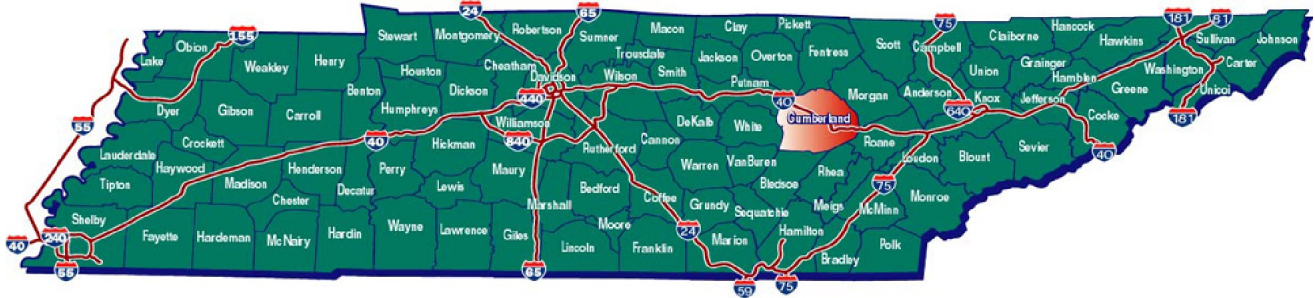 24
65
75
181
81
155
Stewart
Montgomery
Robertson
Sumner
Macon
Clay
Pickett
Scott
Campbell
Claiborne
Hancock
Hawkins
Sullivan
Johnson
Lake
Obion
Weakley
Henry
Houston
Cheatham
Davidson
Trousdale
Wilson
Smith
Jackson
Overton
Fentress
Union
Grainger
Hamblen
Washington
Carter
Unicoi
Greene
Dyer
Gibson
Carroll
Benton
Humphreys
Dickson
440
Putnam
40
Cumberland
Morgan
Anderson
640
Knox
Jefferson
Cocke
181
55
Williamson
840
40
Hickman
Rutherford
Cannon
DeKalb
White
Roane
Loudon
Blount
Sevier
40
Lauderdale
Crockett
Haywood
Madison
Henderson
Decatur
Perry
Lewis
Maury
Bedford
Coffee
Warren
VanBuren
Bledsoe
Rhea
75
Monroe
Tipton
Chester
Marshall
Moore
Grundy
Sequatchie
Meigs
McMinn
Shelby
Fayette
Hardeman
McNairy
Hardin
Wayne
Lawrence
Giles
Lincoln
Franklin
24
Marion
Hamilton
Bradley
Polk
40
240
55
65
59
75